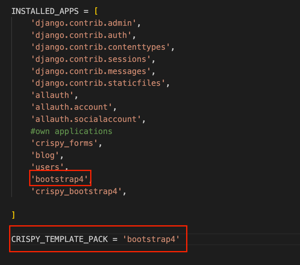 INSTALLED_APPS = [
'django.contrib.admin',
'django.contrib.auth',
'django.contrib.contenttypes',
'django.contrib.sessions',
'django.contrib.messages',
'django.contrib.staticfiles',
'allauth',
'allauth.account',
'allauth.socialaccount',
#own applications
'crispy_forms',
'blog',
'users',
'bootstrap4'
'crispy_bootstrap4',
]
CRISPY_TEMPLATE_PACK = 'bootstrap4'